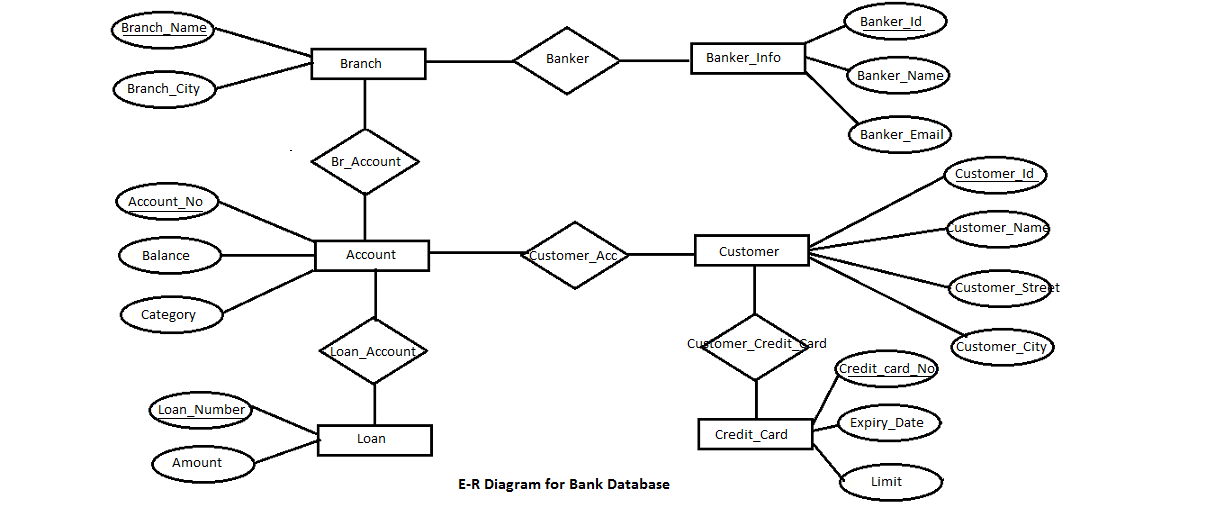 Branch_Name
Branch_City
Branch
Banker
Banker_Info
Banker_Id
Banker_Name
Banker_Email
Br_Account
Account_No
Balance
Category
Account
Customer_Acc
Customer
Customer_Id
Customer_Name
Customer_Street
Customer_City
Loan_Account
Customer_Credit_Card
Loan_Number
Amount
Loan
Credit_Card
Credit_card_No
Expiry_Date
Limit
E-R Diagram for Bank Database